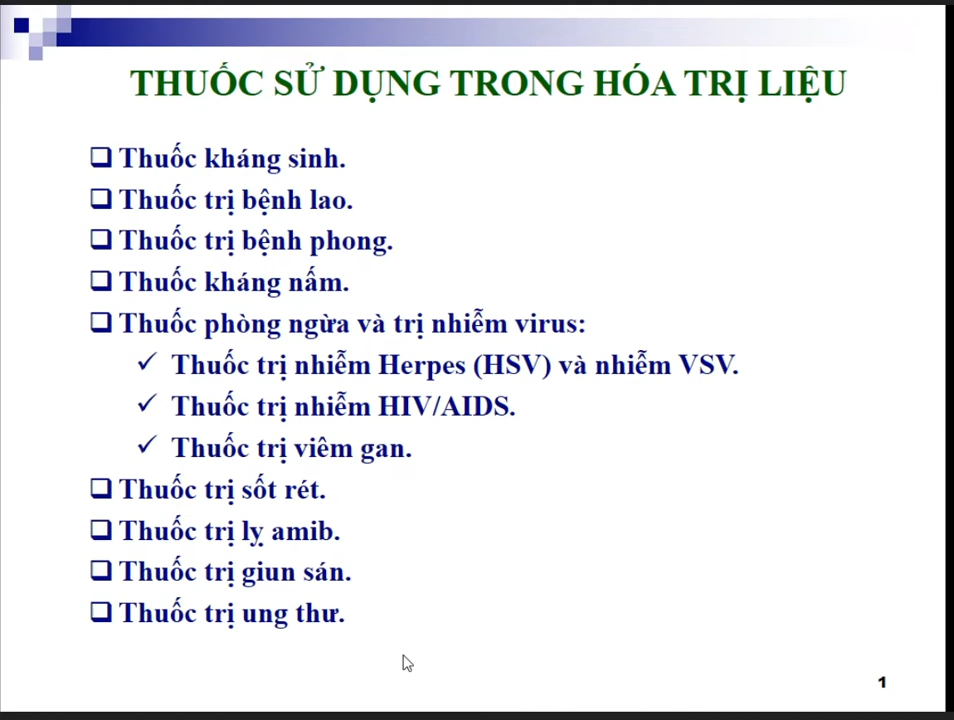 THUỐC SỬ DỤNG TRONG HÓA TRỊ LIỆU
Thuốc kháng sinh.
Thuốc trị bệnh lao.
Thuốc trị bệnh phong.
Thuốc kháng nấm.
Thuốc phòng ngừa và trị nhiễm virus:
Thuốc trị nhiễm Herpes (HSV) và nhiễm VSV.
Thuốc trị nhiễm HIV/AIDS.
Thuốc trị viêm gan.
Thuốc trị sốt rét.
Thuốc trị lỵ amib.
Thuốc trị giun sán.
Thuốc trị ung thư.
1